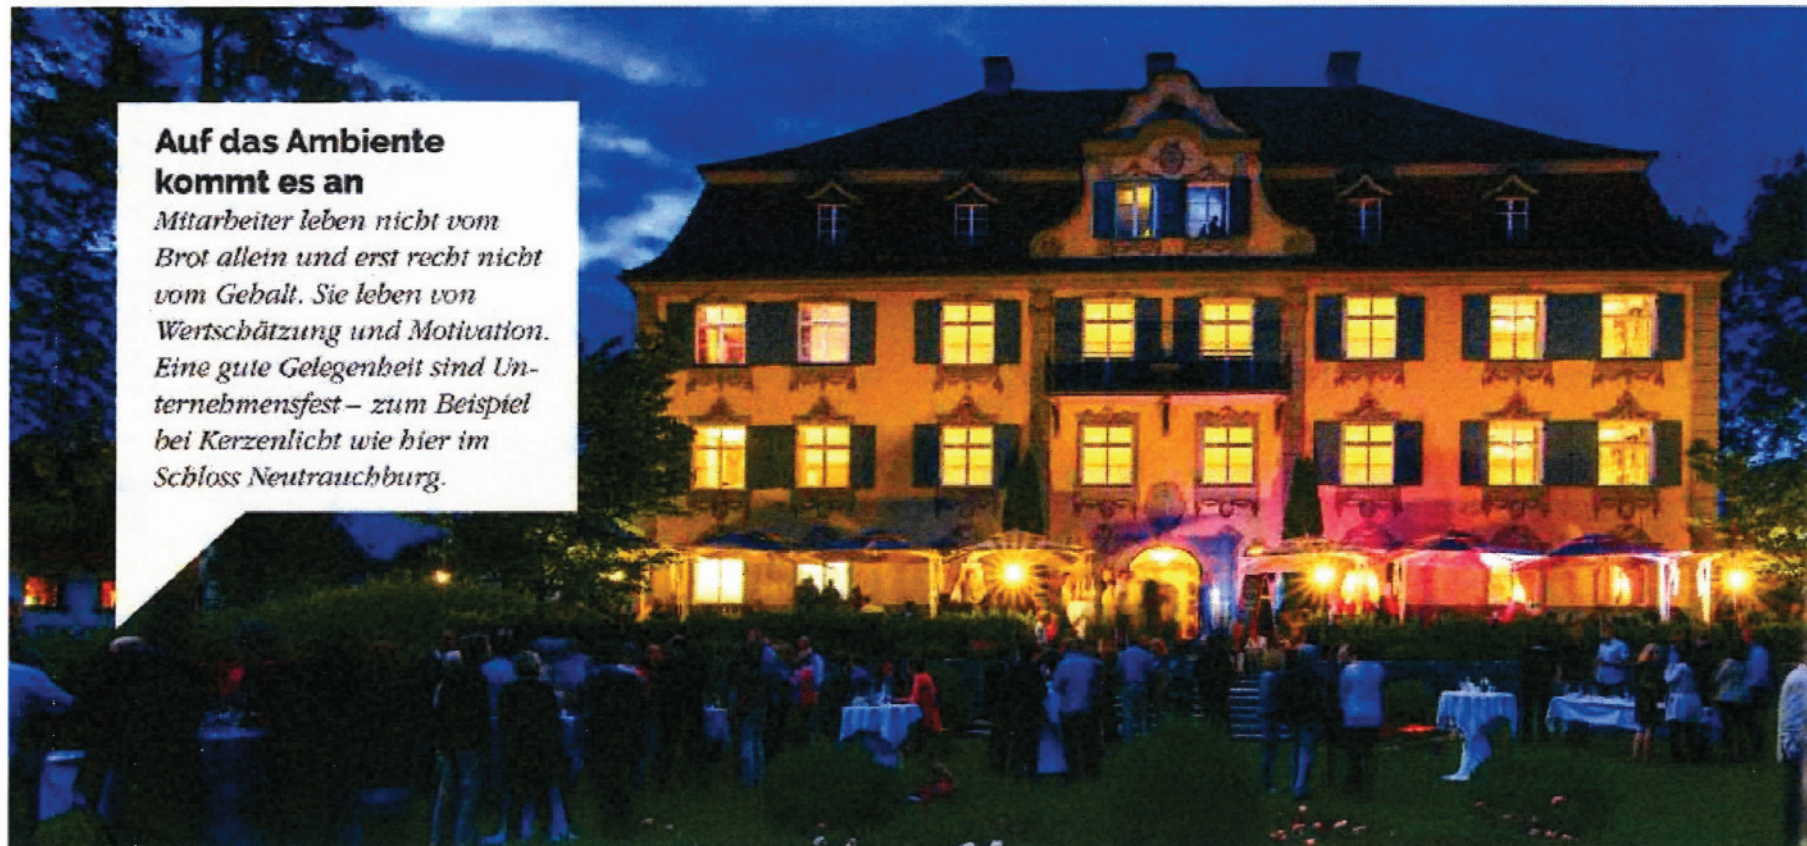 Auf das Ambiente
kommt es an
Mitarbeiter leben nicht vom
Brot allein und erst recht nicht
vom Gehalt. Sie leben von
Wertschätzung und Motivation.
Eine gute Gelegenheit sind Un-
ternehmensfest – zum Beispiel
bei Kerzenlicht wie hier im
Schloss Neutrauchburg.